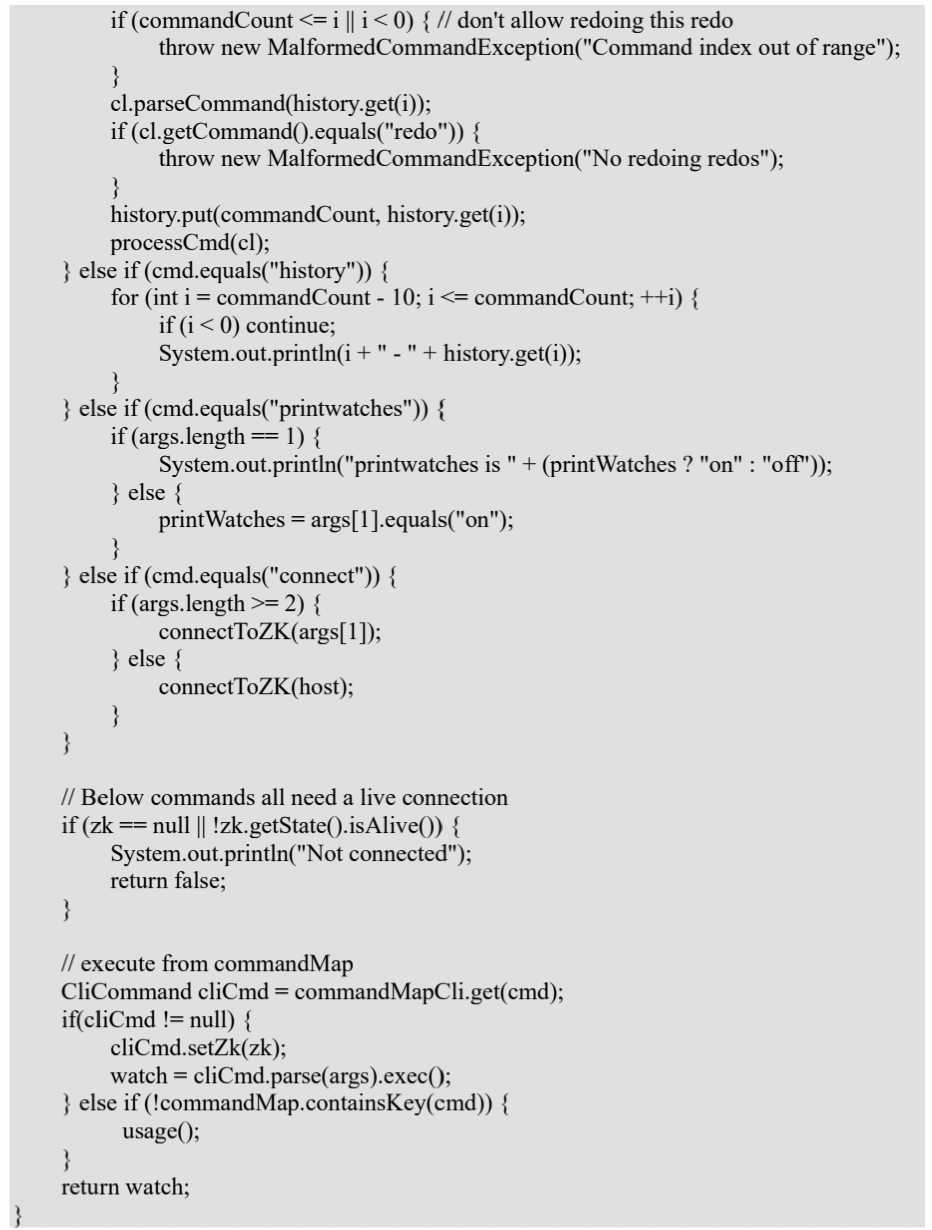 if (commandCount <= i || i < 0) { // don't allow redoing this redo
throw new MalformedCommandException("Command index out of range");
}
cl.parseCommand(history.get(i));
if (cl.getCommand().equals("redo")) {
throw new MalformedCommandException("No redoing redos");
}
history.put(commandCount, history.get(i));
processCmd(cl);
} else if (cmd.equals("history")) {
for (int i = commandCount - 10; i <= commandCount; ++i) {
if (i < 0) continue;
System.out.println(i + " - " + history.get(i));
}
} else if (cmd.equals("printwatches")) {
if (args.length == 1) {
System.out.println("printwatches is " + (printWatches ? "on" : "off"));
} else {
printWatches = args[1].equals("on");
}
} else if (cmd.equals("connect")) {
if (args.length >= 2) {
connectToZK(args[1]);
} else {
connectToZK(host);
}
}
// Below commands all need a live connection
if (zk == null || !zk.getState().isAlive()) {
System.out.println("Not connected");
return false;
}
// execute from commandMap
CliCommand cliCmd = commandMapCli.get(cmd);
if(cliCmd != null) {
cliCmd.setZk(zk);
watch = cliCmd.parse(args).exec();
} else if (!commandMap.containsKey(cmd)) {
usage();
}
return watch;
}